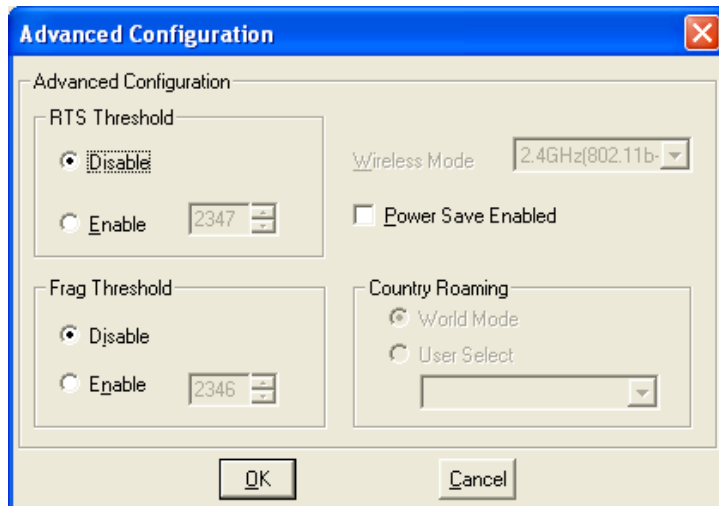 Advanced Configuration
Advanced Configuration
RTS Threshold
Disable
Enable 2347
Wireless Mode 2.4GHz(802.11b-
Power Save Enabled
Frag Threshold
Disable
Enable 2346
Country Roaming
World Mode
User Select
OK Cancel